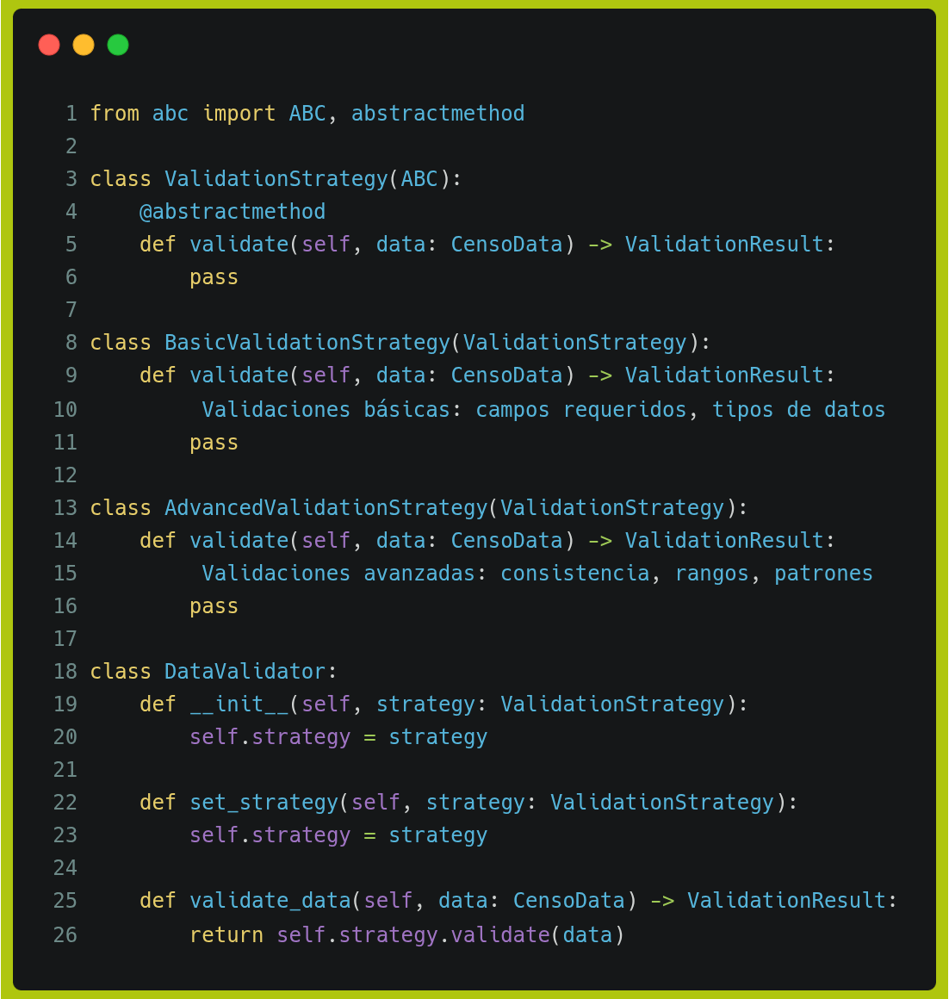 1 from abc import ABC, abstractmethod
2
3 class ValidationStrategy(ABC):
4     @abstractmethod
5     def validate(self, data: CensoData) -> ValidationResult:
6         pass
7
8 class BasicValidationStrategy(ValidationStrategy):
9     def validate(self, data: CensoData) -> ValidationResult:
10          Validaciones básicas: campos requeridos, tipos de datos
11         pass
12
13 class AdvancedValidationStrategy(ValidationStrategy):
14     def validate(self, data: CensoData) -> ValidationResult:
15          Validaciones avanzadas: consistencia, rangos, patrones
16         pass
17
18 class DataValidator:
19     def __init__(self, strategy: ValidationStrategy):
20         self.strategy = strategy
21
22     def set_strategy(self, strategy: ValidationStrategy):
23         self.strategy = strategy
24
25     def validate_data(self, data: CensoData) -> ValidationResult:
26         return self.strategy.validate(data)